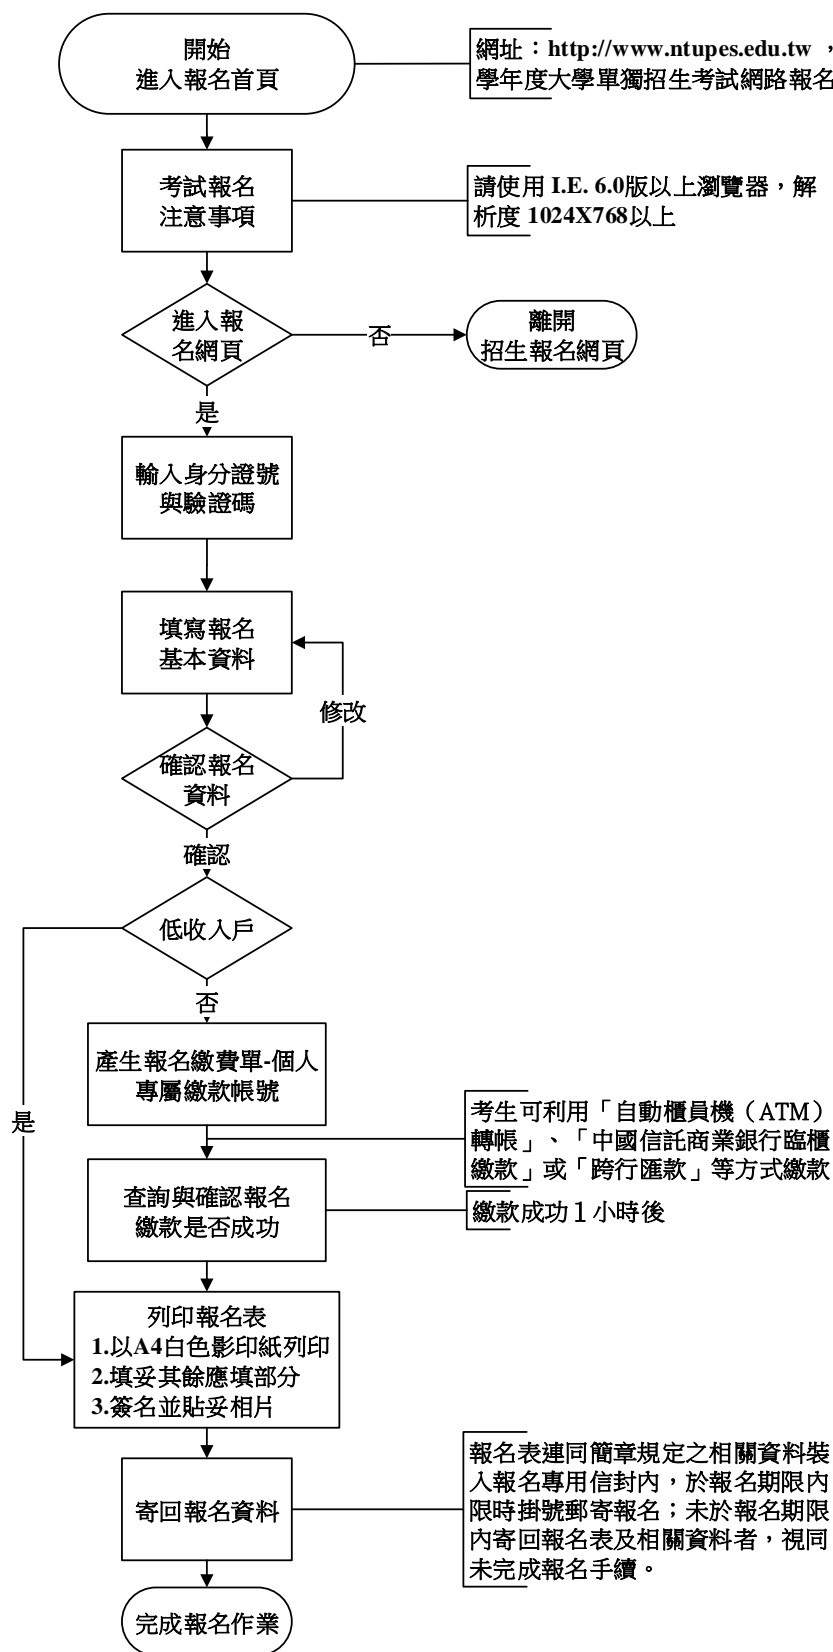 開始
進入報名首頁
網址：http://www.ntupes.edu.tw，
學年度大學單獨招生考試網路報名
考試報名
注意事項
請使用 I.E. 6.0版以上瀏覽器，解
析度 1024X768以上
進入報
名網頁
否
離開
招生報名網頁
是
輸入身分證號
與驗證碼
填寫報名
基本資料
修改
確認報名
資料
確認
低收入戶
否
產生報名繳費單-個人
專屬繳款帳號
是
考生可利用「自動櫃員機（ATM）
轉帳」、「中國信託商業銀行臨櫃
繳款」或「跨行匯款」等方式繳款
查詢與確認報名
繳款是否成功
繳款成功１小時後
列印報名表
1.以A4白色影印紙列印
2.填妥其餘應填部分
3.簽名並貼妥相片
寄回報名資料
報名表連同簡章規定之相關資料裝
入報名專用信封內，於報名期限內
限時掛號郵寄報名；未於報名期限
內寄回報名表及相關資料者，視同
未完成報名手續。
完成報名作業